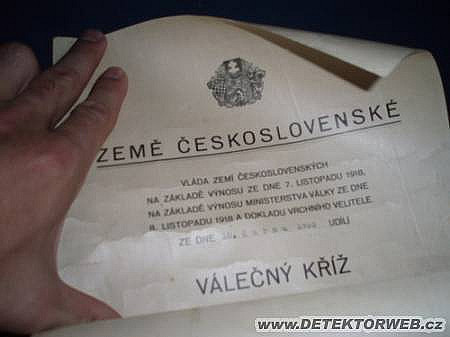 ZEMĚ ČESKOSLOVENSKÉ
VLÁDA ZEMÍ ČESKOSLOVENSKÝCH
NA ZÁKLADĚ VÝNOSU ZE DNE 7. LISTOPADU 1918,
NA ZÁKLADĚ VÝNOSU MINISTERSTVA VÁLKY ZE DNE
8. LISTOPADU 1918 A DOKLADU VRCHNÍHO VELITELE
ZE DNE UDÍLÍ
VÁLEČNÝ KŘÍŽ
WWW.DETEKTORWEB.cz